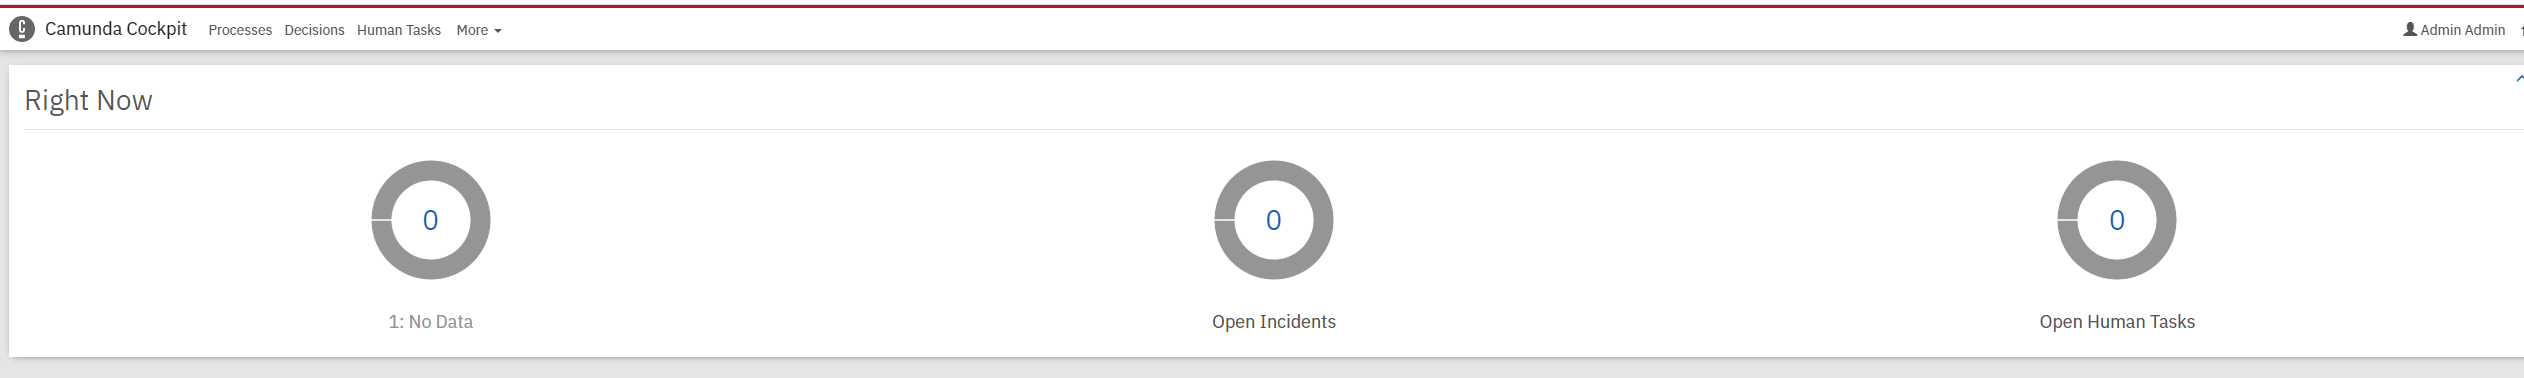 Camunda Cockpit Processes Decisions Human Tasks More Admin Admin
Right Now
0 0 0
1: No Data Open Incidents Open Human Tasks